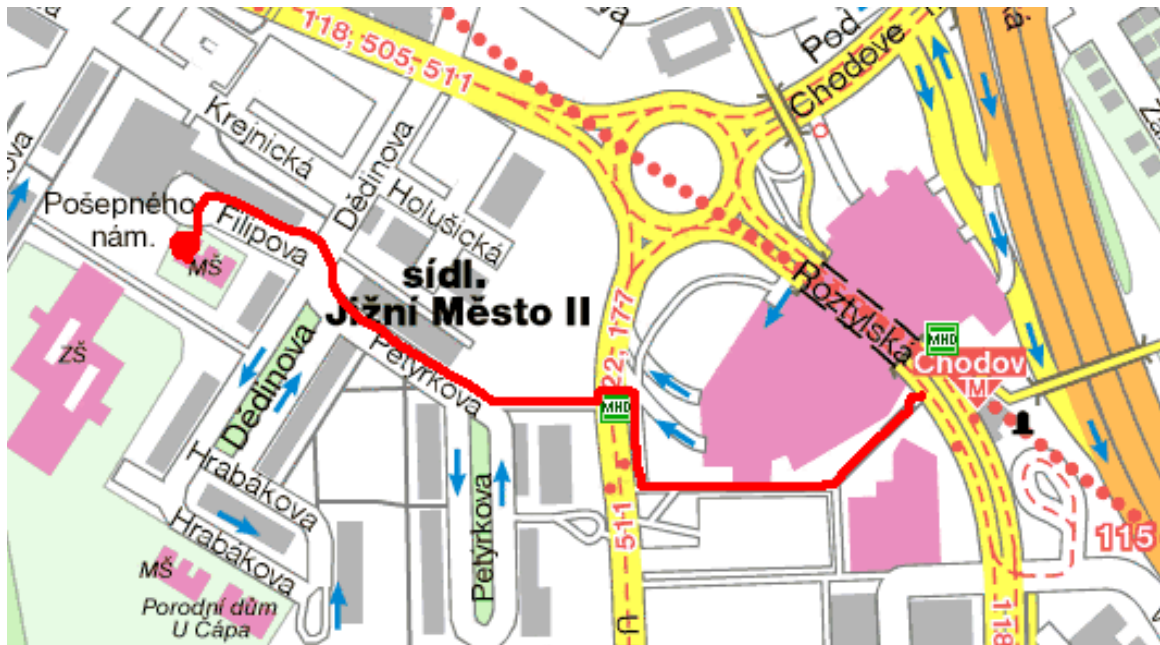 118, 505, 511
Pod
Chodove
Krejnická
Dědinova
Holušická
Pošepného
nám.
Filipova
MŠ
sídl.
Jižní Město II
22, 177
Roztylská
MHD
Chodov
M
ZŠ
Petýrkova
MHD
Dědinova
Hrabákova
Petýrkova
511
Hrabákova
MŠ
Porodní dům
U Čápa
U
115
118